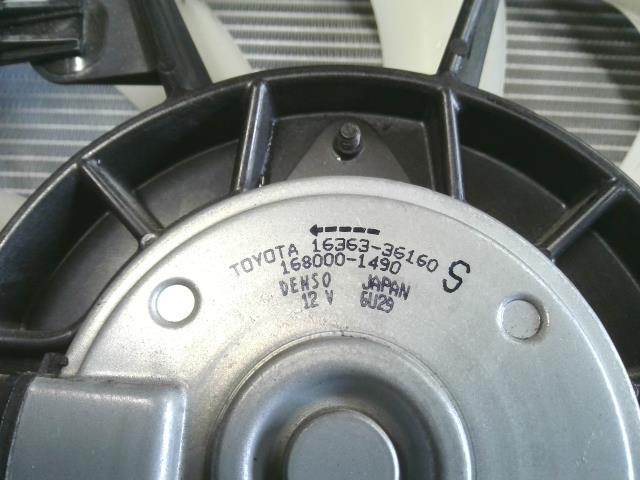 TOYOTA 16363-36160 S
168000-1490
DENSO JAPAN
12 V 6U29